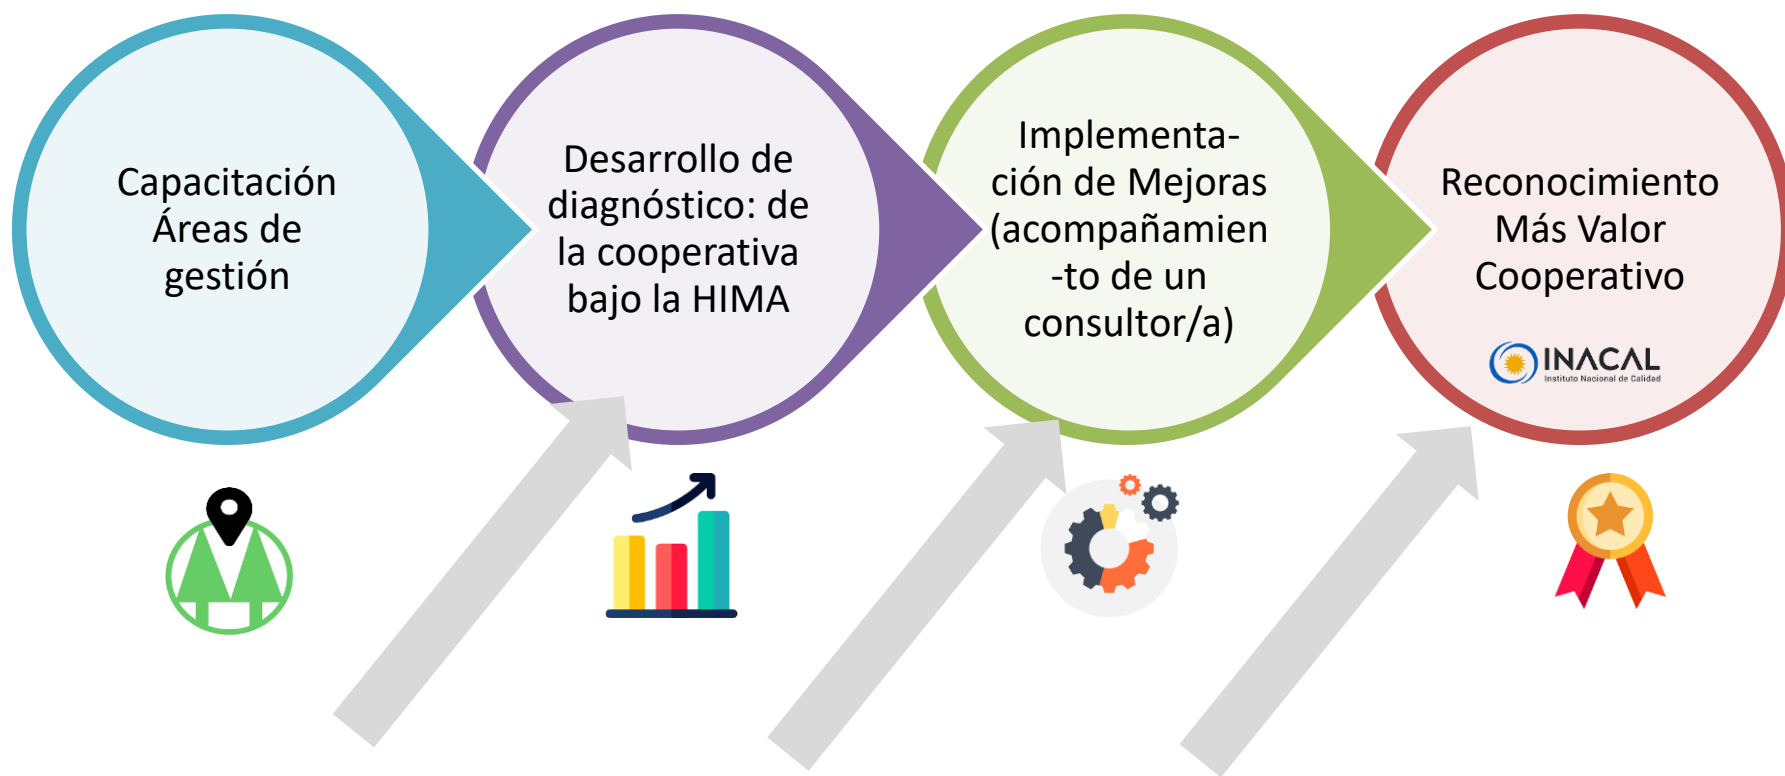 Capacitación
Áreas de
gestión
Desarrollo de
diagnóstico: de
la cooperativa
bajo la HIMA
Implementa-
ción de Mejoras
(acompañamien
-to de un
consultor/a)
Reconocimiento
Más Valor
Cooperativo
INACAL
Instituto Nacional de Calidad